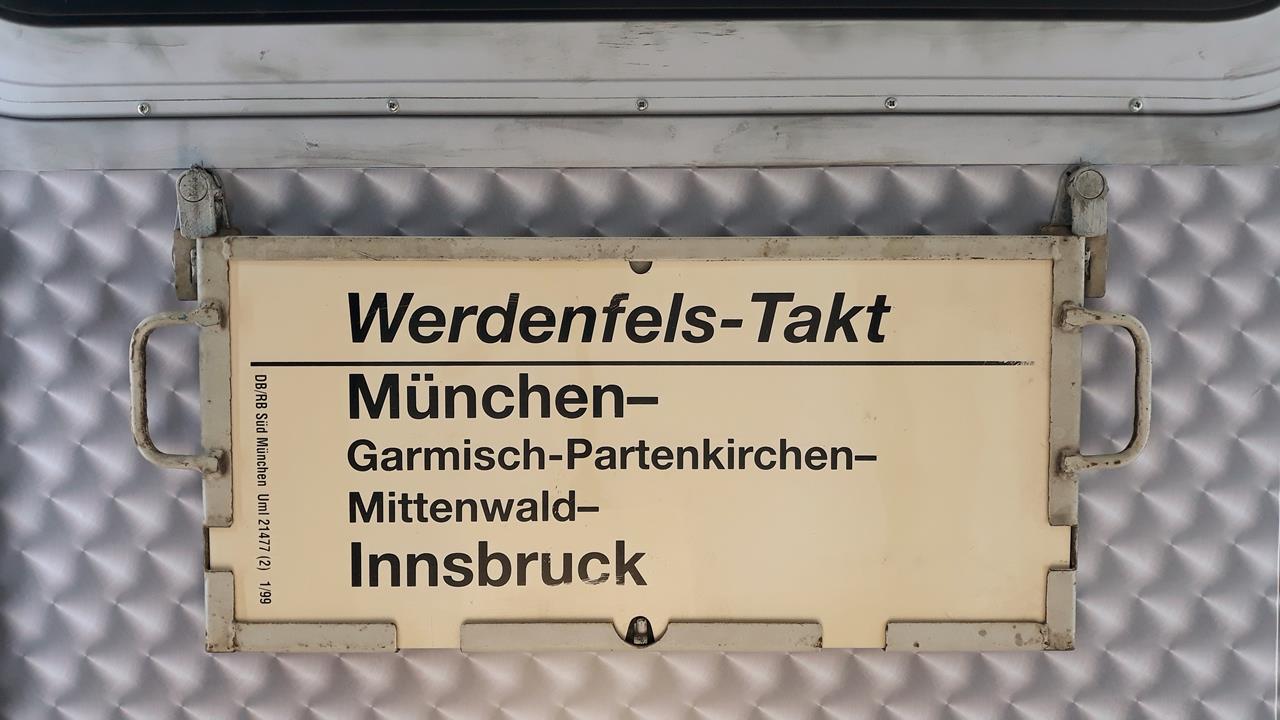 Werdenfels-Takt
München–
Garmisch-Partenkirchen–
Mittenwald–
Innsbruck
DB/RB Süd München Uml 21477 (2) 1/99